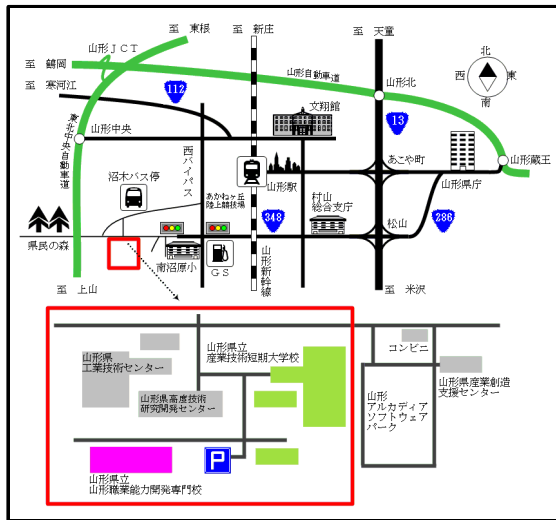 至 東根
至 新庄
至 天童
山形JCT
至 鶴岡
山形自動車道
北
西 東
南
至 寒河江
112
山形北
文翔館
13
東北中央自動車道
山形中央
西バイパス
あこや町
山形蔵王
沼木バス停
山形駅
山形県庁
あかねヶ丘
陸上競技場
村山
総合支庁
348
松山
286
県民の森
南沼原小
GS
山形新幹線
至 上山
至 米沢
山形県立
産業技術短期大学校
コンビニ
山形県
工業技術センター
山形県産業創造
支援センター
山形県高度技術
研究開発センター
山形
アルカディア
ソフトウェア
パーク
P
山形県立
山形職業能力開発専門校